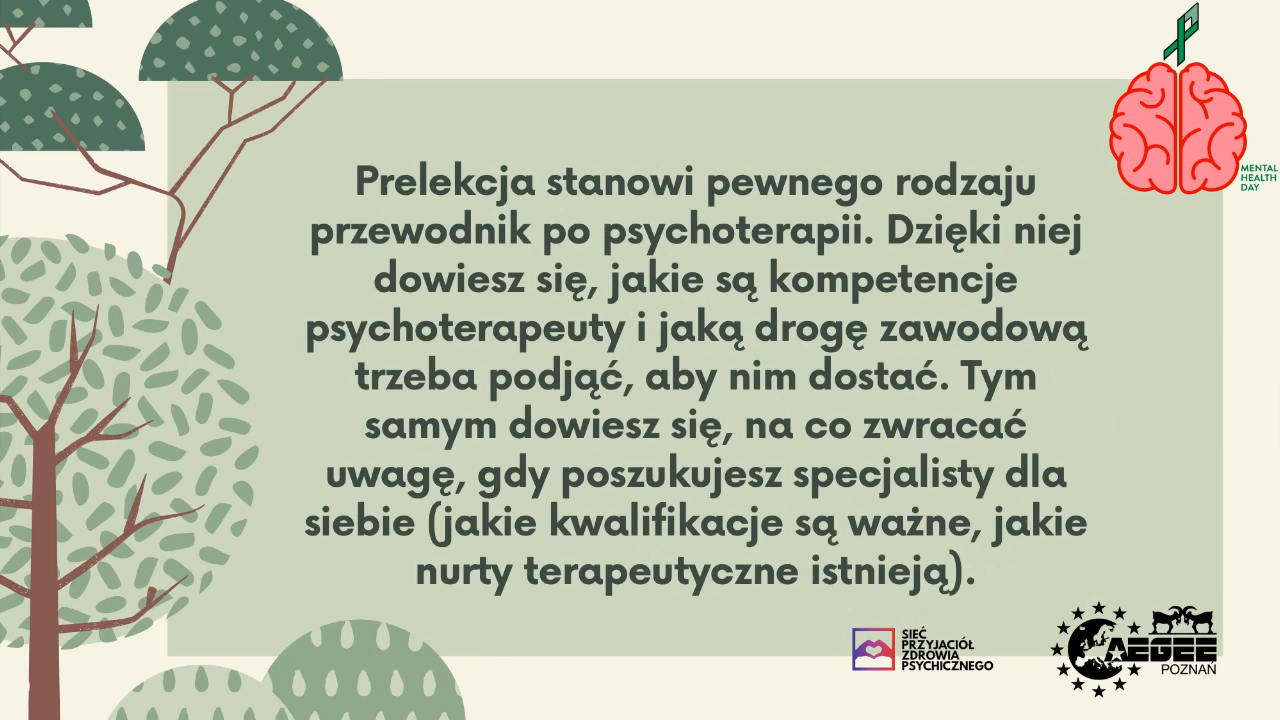 MENTAL
HEALTH
DAY
Prelekcja stanowi pewnego rodzaju
przewodnik po psychoterapii. Dzięki niej
dowiesz się, jakie są kompetencje
psychoterapeuty i jaką drogę zawodową
trzeba podjąć, aby nim dostać. Tym
samym dowiesz się, na co zwracać
uwagę, gdy poszukujesz specjalisty dla
siebie (jakie kwalifikacje są ważne, jakie
nurty terapeutyczne istnieją).
SIEĆ
PRZYJACIÓŁ
ZDROWIA
PSYCHICZNEGO
AEGEE
POZNAŃ